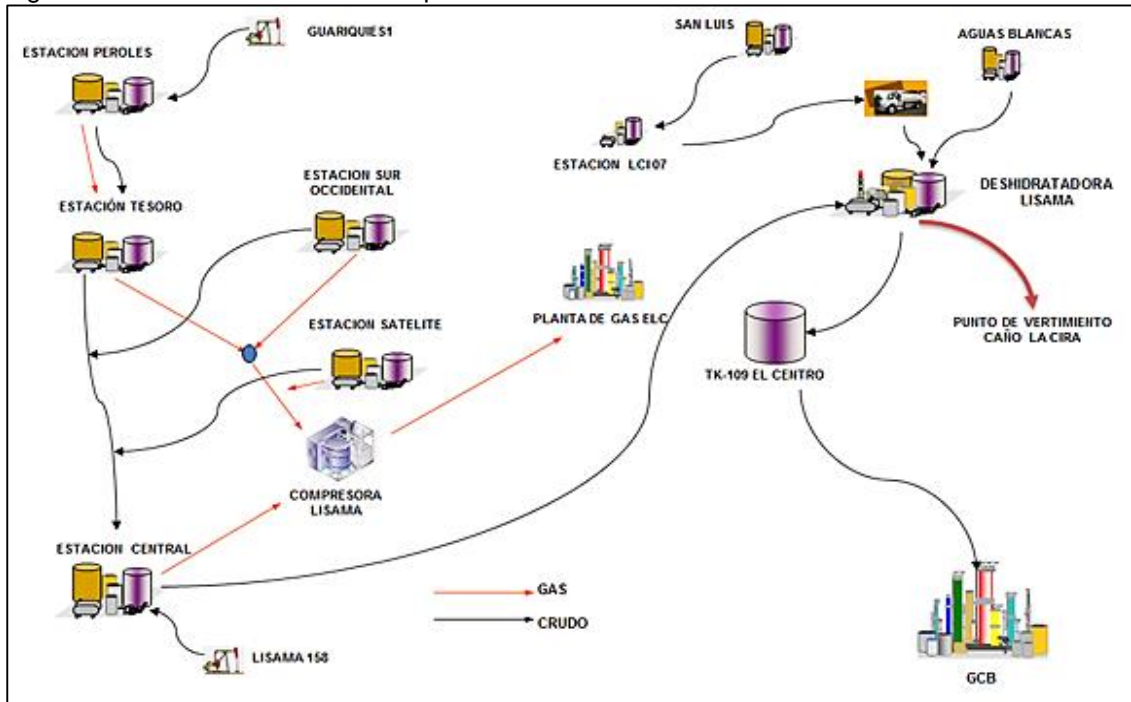 GUARIQUIES1
SAN LUIS
AGUAS BLANCAS
ESTACION PEROLES
ESTACION LCI 07
ESTACION SUR
OCCIDENTAL
DESHIDRATADORA
LISAMA
ESTACIÓN TESORO
PLANTA DE GAS ELC
ESTACION SATELITE
PUNTO DE VERTIMIENTO
CAÑO LA CIRA
TK-109 EL CENTRO
COMPRESORA
LISAMA
ESTACION CENTRAL
GAS
CRUDO
LISAMA 158
GCB